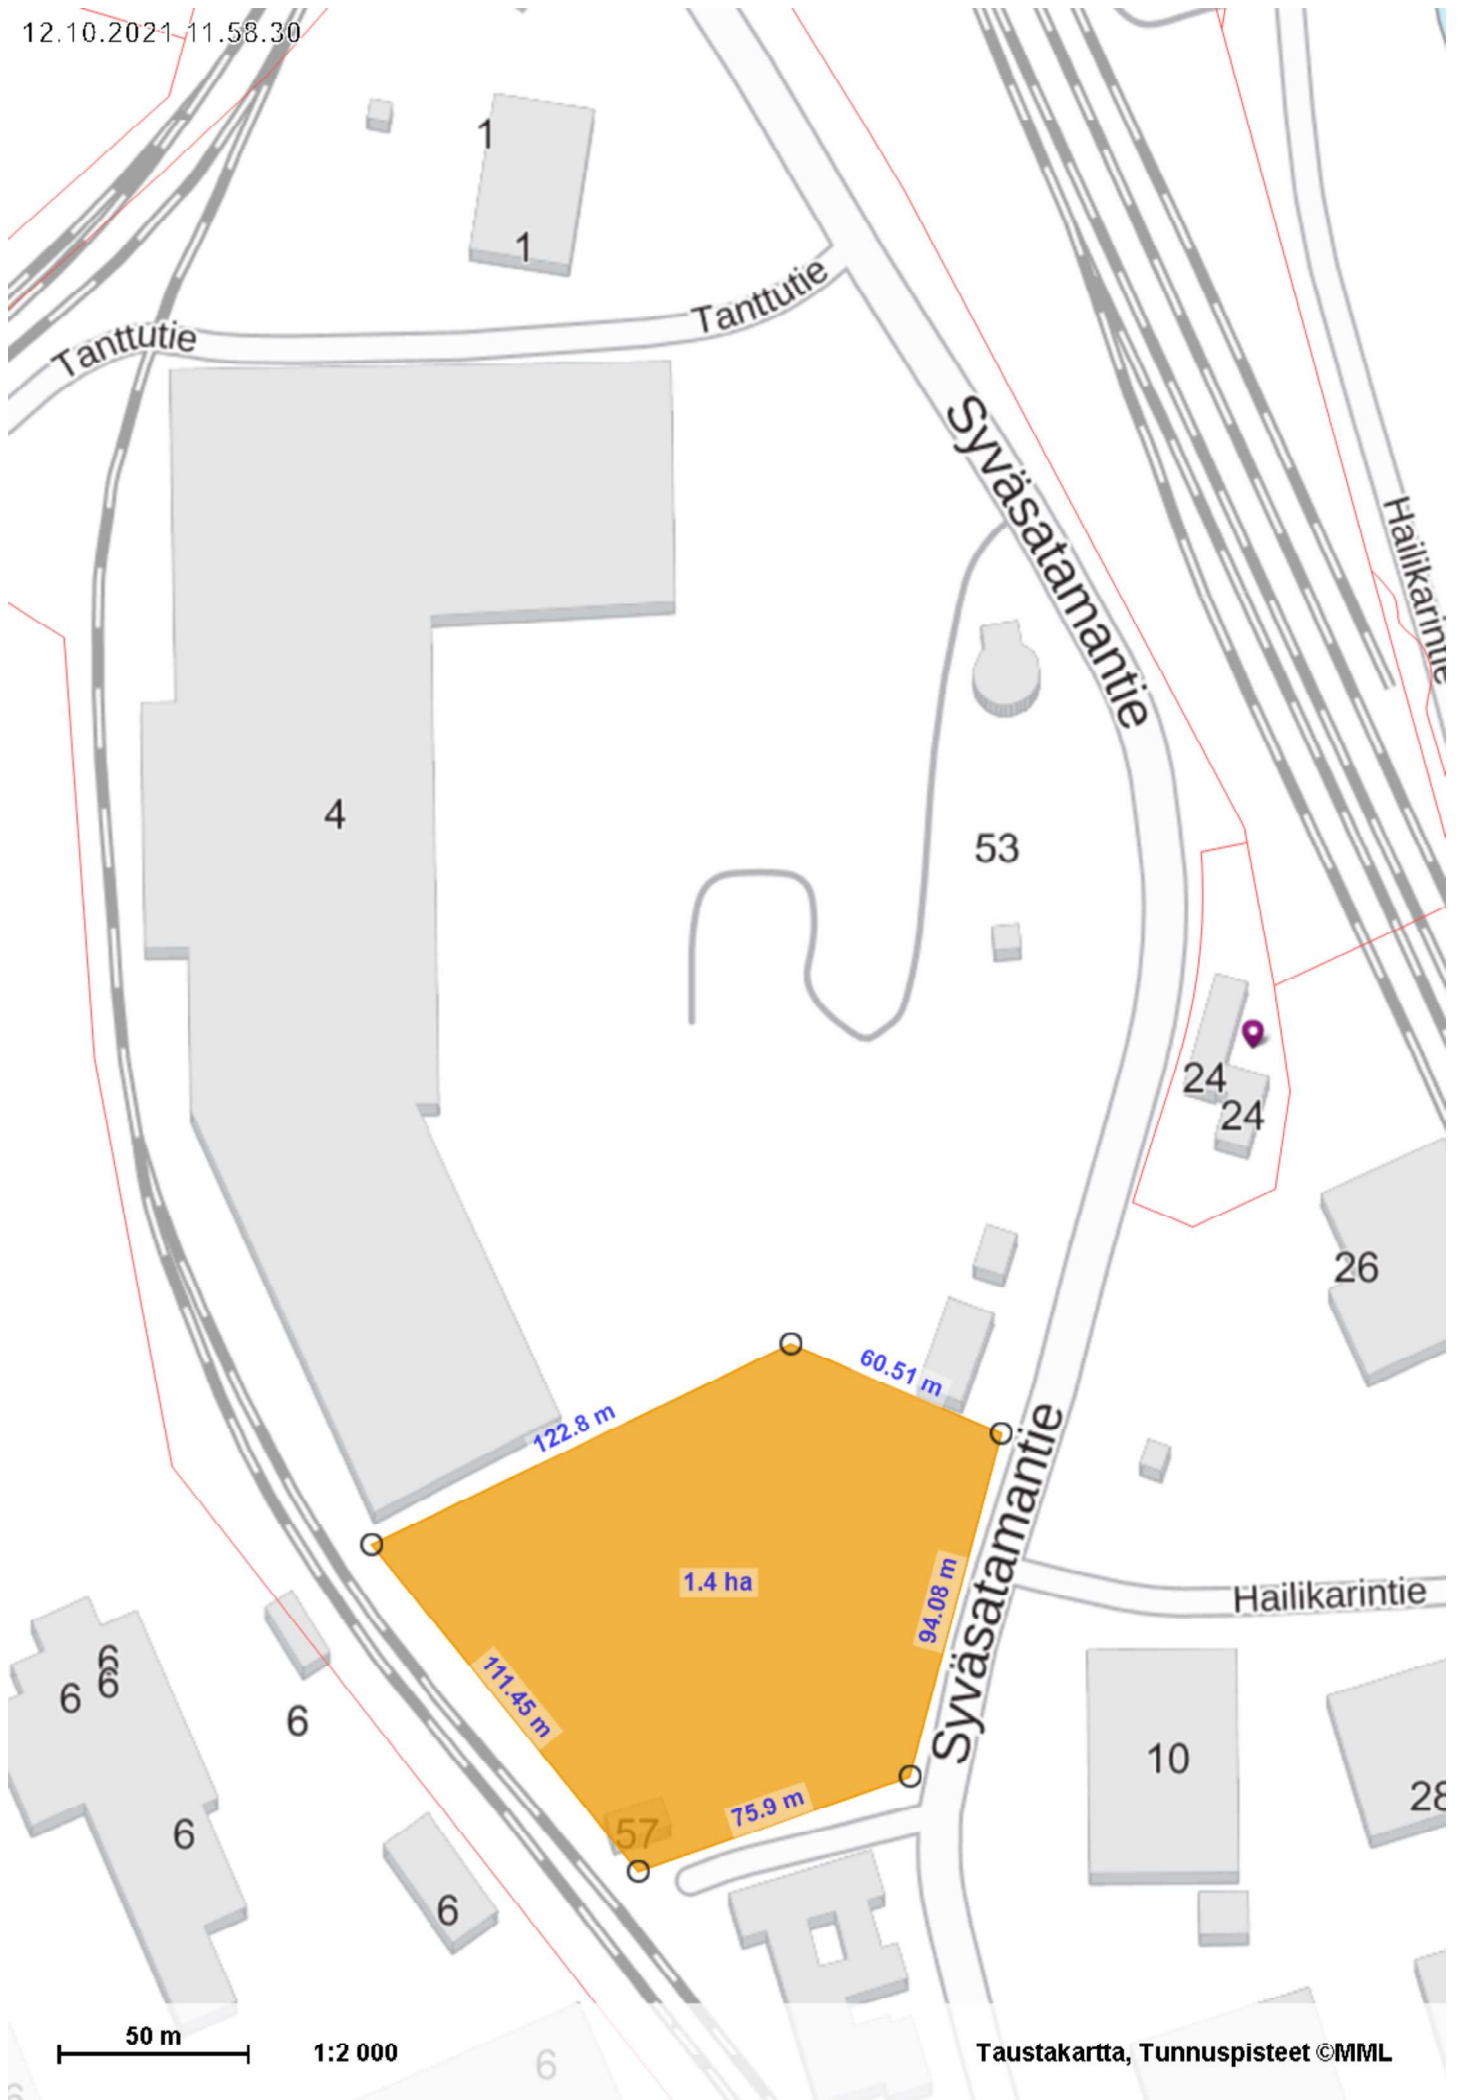 12.10.2021 11.58.30
1
1
Tanttutie
Tanttutie
Syväsatamantie
Hailikarintie
4
53
24
24
26
60.51 m
122.8 m
1.4 ha
94.08 m
Syväsatamantie
Hailikarintie
6
6
6
6
111.45 m
10
28
75.9 m
57
6
6
50 m
1:2 000
6
Taustakartta, Tunnuspisteet ©MML
6